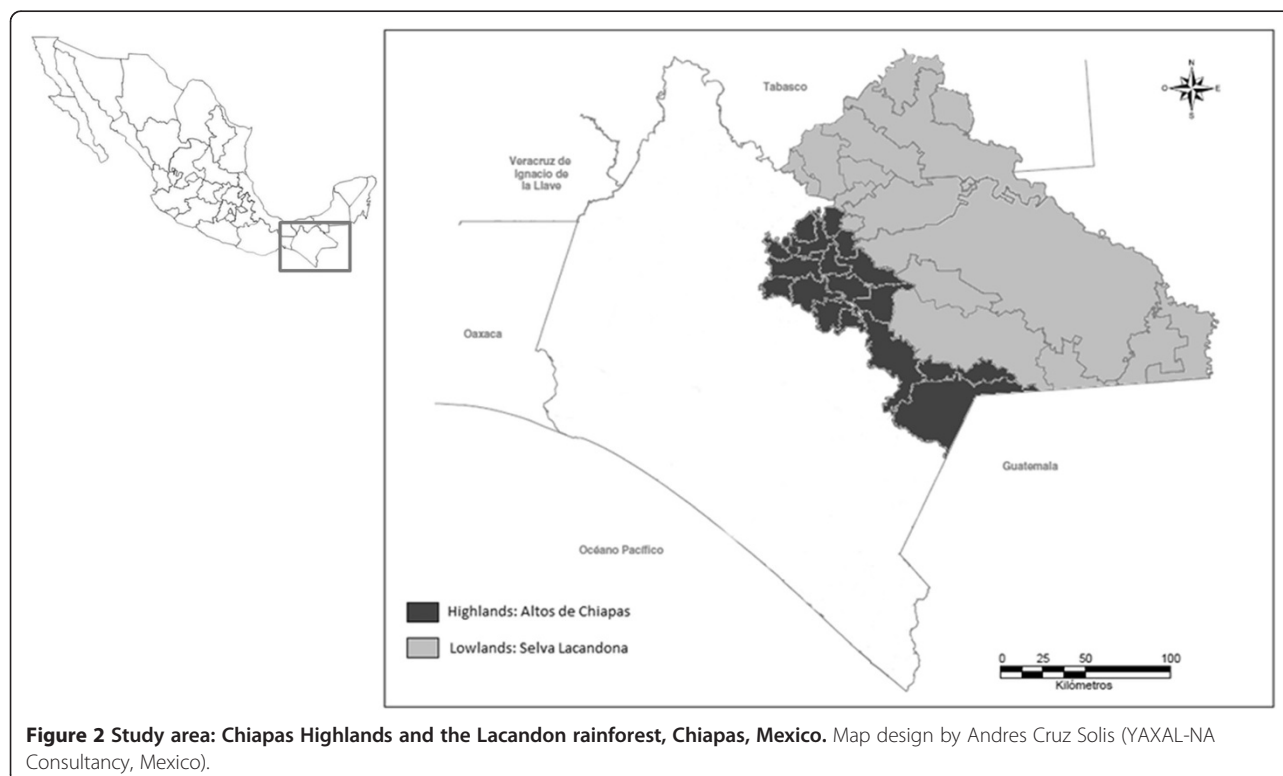 Tabasco
N
O E
S
Veracruz de
Ignacio de
la Llave
Oaxaca
Guatemala
Océano Pacífico
Highlands: Altos de Chiapas
Lowlands: Selva Lacandona
0 25 50 100
Kilómetros
Figure 2 Study area: Chiapas Highlands and the Lacandon rainforest, Chiapas, Mexico. Map design by Andres Cruz Solis (YAXAL-NA
Consultancy, Mexico).